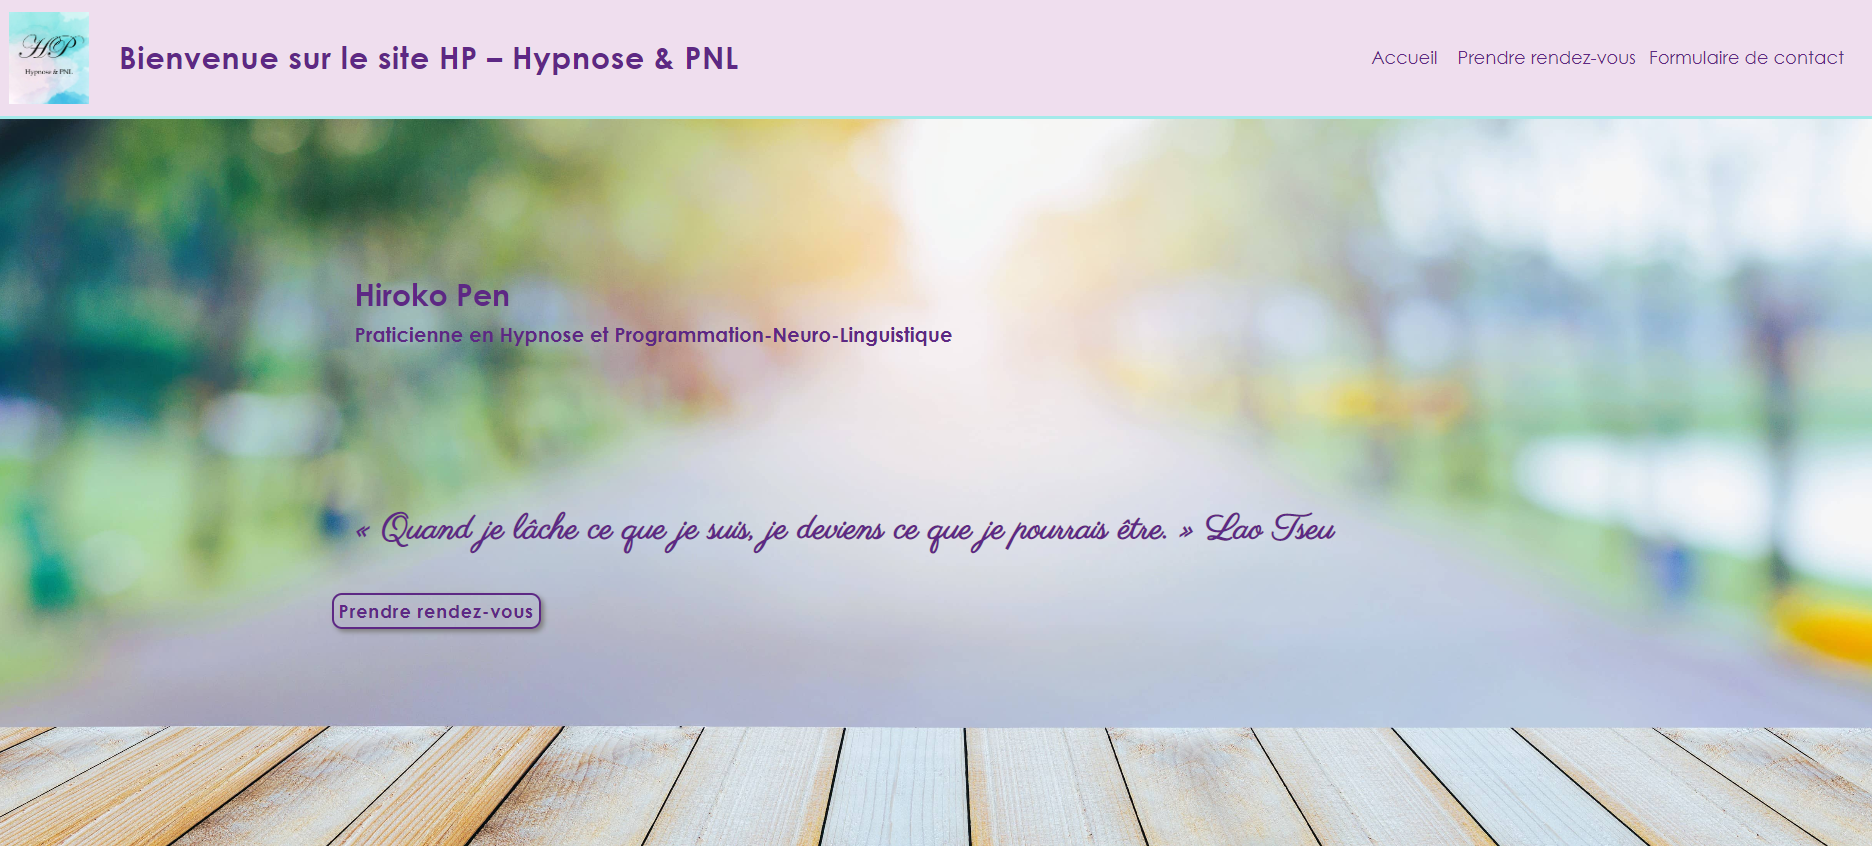 HP
Hypnose & PNL
Bienvenue sur le site HP – Hypnose & PNL
Accueil Prendre rendez-vous Formulaire de contact
Hiroko Pen
Praticienne en Hypnose et Programmation-Neuro-Linguistique
« Quand je lâche ce que je suis, je deviens ce que je pourrais être. » Lao Tseu
Prendre rendez-vous